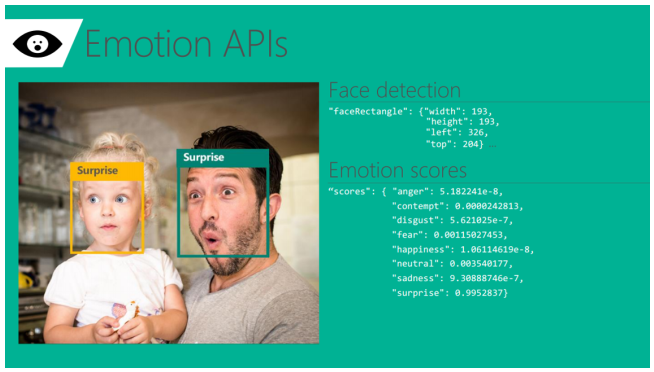 Emotion APIs
Surprise
Surprise
Face detection
"faceRectangle": {"width": 193,
"height": 193,
"left": 326,
"top": 204} …
Emotion scores
“scores": { "anger": 5.182241e-8,
"contempt": 0.0000242813,
"disgust": 5.621025e-7,
"fear": 0.00115027453,
"happiness": 1.06114619e-8,
"neutral": 0.003540177,
"sadness": 9.30888746e-7,
"surprise": 0.9952837}